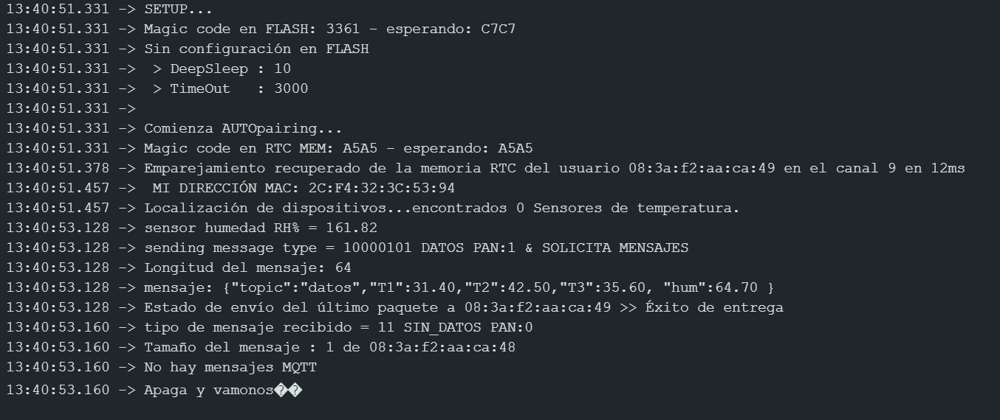 13:40:51.331 -> SETUP...
13:40:51.331 -> Magic code en FLASH: 3361 - esperando: C7C7
13:40:51.331 -> Sin configuración en FLASH
13:40:51.331 ->  > DeepSleep : 10
13:40:51.331 ->  > TimeOut   : 3000
13:40:51.331 ->
13:40:51.331 -> Comienza AUTOpairing...
13:40:51.331 -> Magic code en RTC MEM: A5A5 - esperando: A5A5
13:40:51.378 -> Emparejamiento recuperado de la memoria RTC del usuario 08:3a:f2:aa:ca:49 en el canal 9 en 12ms
13:40:51.457 ->  MI DIRECCIÓN MAC: 2C:F4:32:3C:53:94
13:40:51.457 -> Localización de dispositivos...encontrados 0 Sensores de temperatura.
13:40:53.128 -> sensor humedad RH% = 161.82
13:40:53.128 -> sending message type = 10000101 DATOS PAN:1 & SOLICITA MENSAJES
13:40:53.128 -> Longitud del mensaje: 64
13:40:53.128 -> mensaje: {"topic":"datos","T1":31.40,"T2":42.50,"T3":35.60, "hum":64.70 }
13:40:53.128 -> Estado de envío del último paquete a 08:3a:f2:aa:ca:49 >> Éxito de entrega
13:40:53.160 -> tipo de mensaje recibido = 11 SIN_DATOS PAN:0
13:40:53.160 -> Tamaño del mensaje : 1 de 08:3a:f2:aa:ca:48
13:40:53.160 -> No hay mensajes MQTT
13:40:53.160 -> Apaga y vamonos��